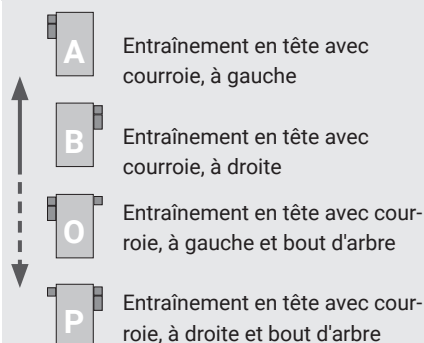 A
Entraînement en tête avec
courroie, à gauche
B
Entraînement en tête avec
courroie, à droite
O
Entraînement en tête avec cour-
roie, à gauche et bout d'arbre
P
Entraînement en tête avec cour-
roie, à droite et bout d'arbre